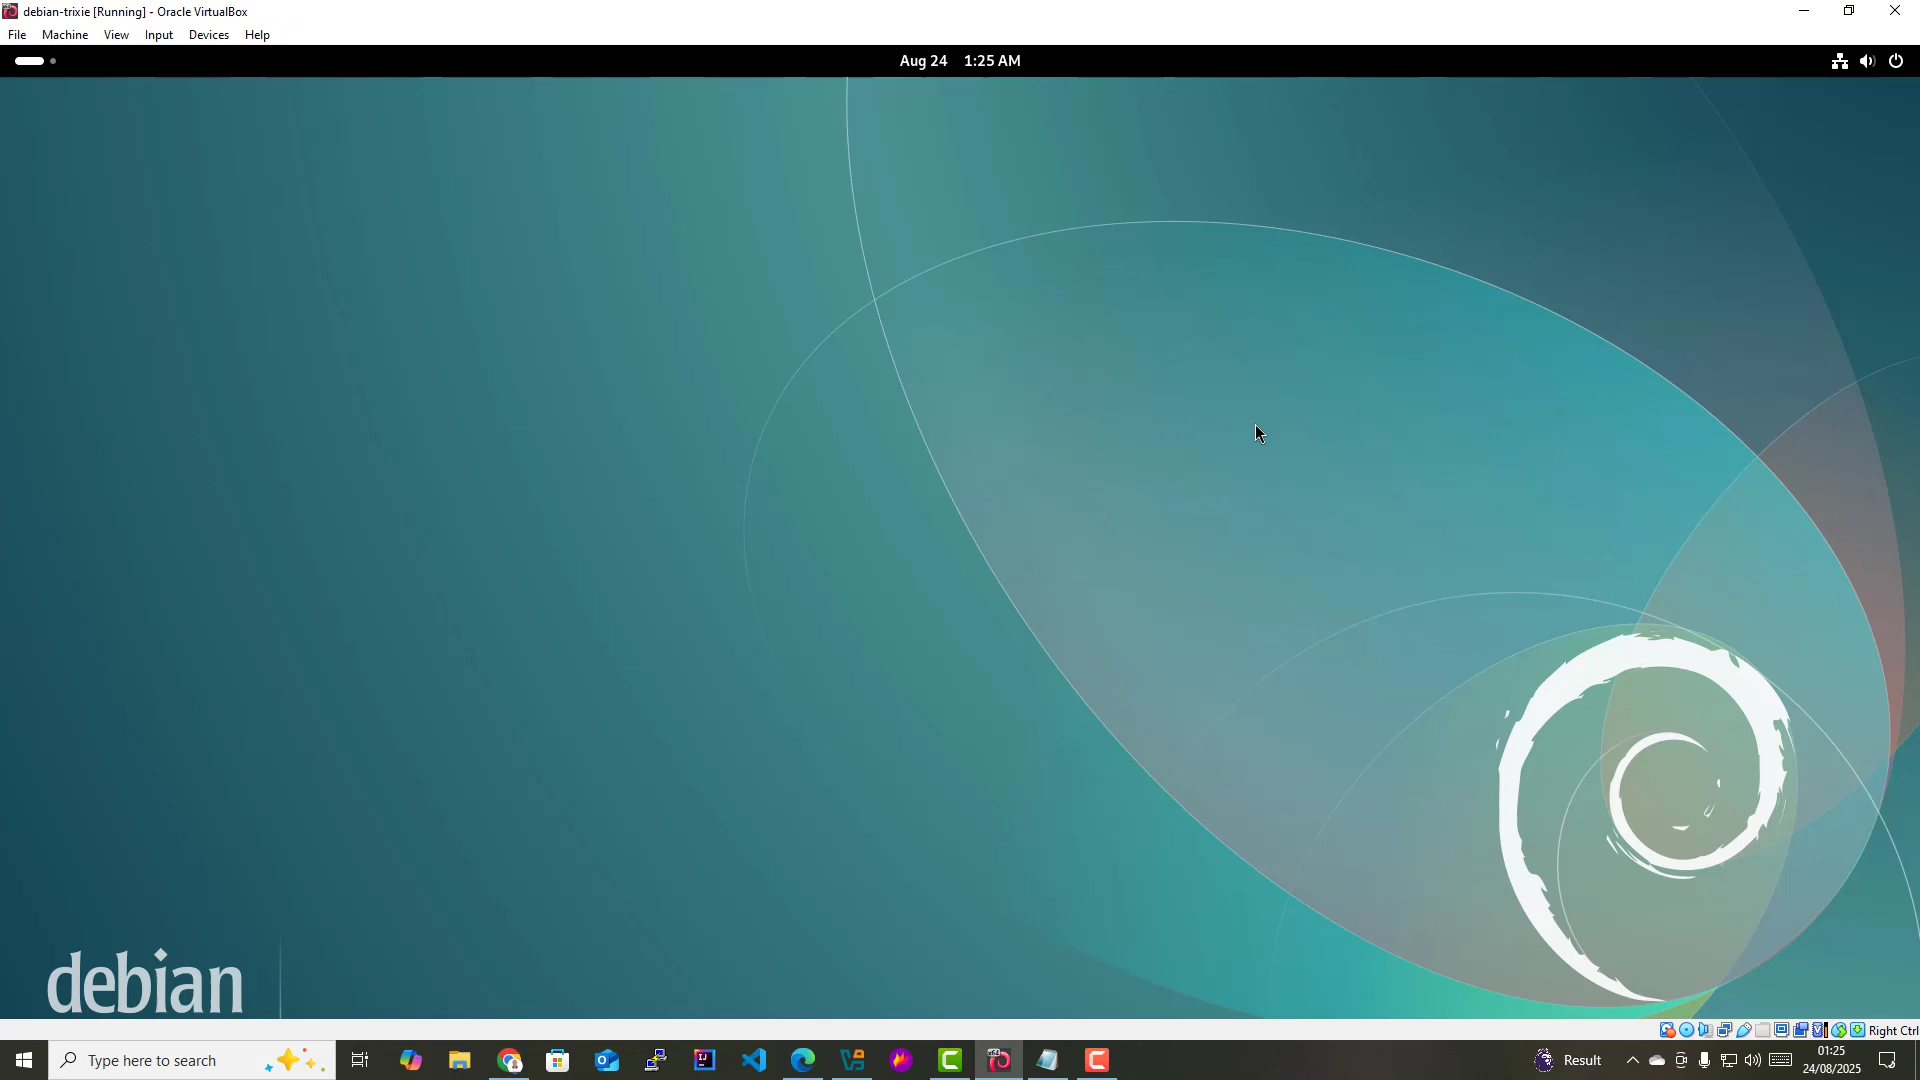 debian-trixie [Running] - Oracle VirtualBox
File Machine View Input Devices Help
Aug 24 1:25 AM
debian
Right Ctrl
Type here to search
Result
01:25
24/08/2025